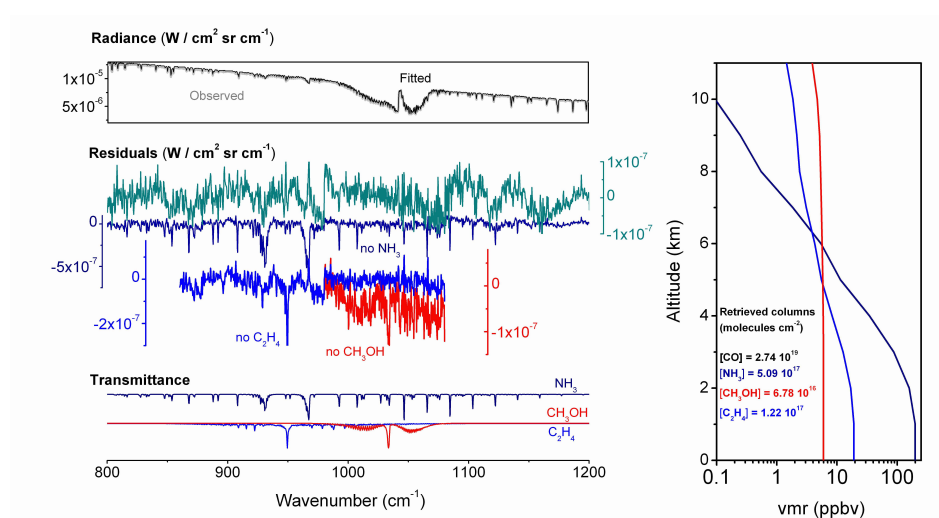 Radiance (W / cm² sr cm⁻¹)
1x10⁻⁵
5x10⁻⁶
Observed
Fitted
Residuals (W / cm² sr cm⁻¹)
1x10⁻⁷
0
-1x10⁻⁷
0
-5x10⁻⁷
no NH₃
0
-2x10⁻⁷
no C₂H₄
0
-1x10⁻⁷
no CH₃OH
Transmittance
NH₃
CH₃OH
C₂H₄
800 900 1000 1100 1200
Wavenumber (cm⁻¹)
10
8
6
4
2
0
Altitude (km)
Retrieved columns
(molecules cm⁻²)
[CO] = 2.74 10¹⁹
[NH₃] = 5.09 10¹⁷
[CH₃OH] = 6.78 10¹⁶
[C₂H₄] = 1.22 10¹⁷
0.1 1 10 100
vmr (ppbv)